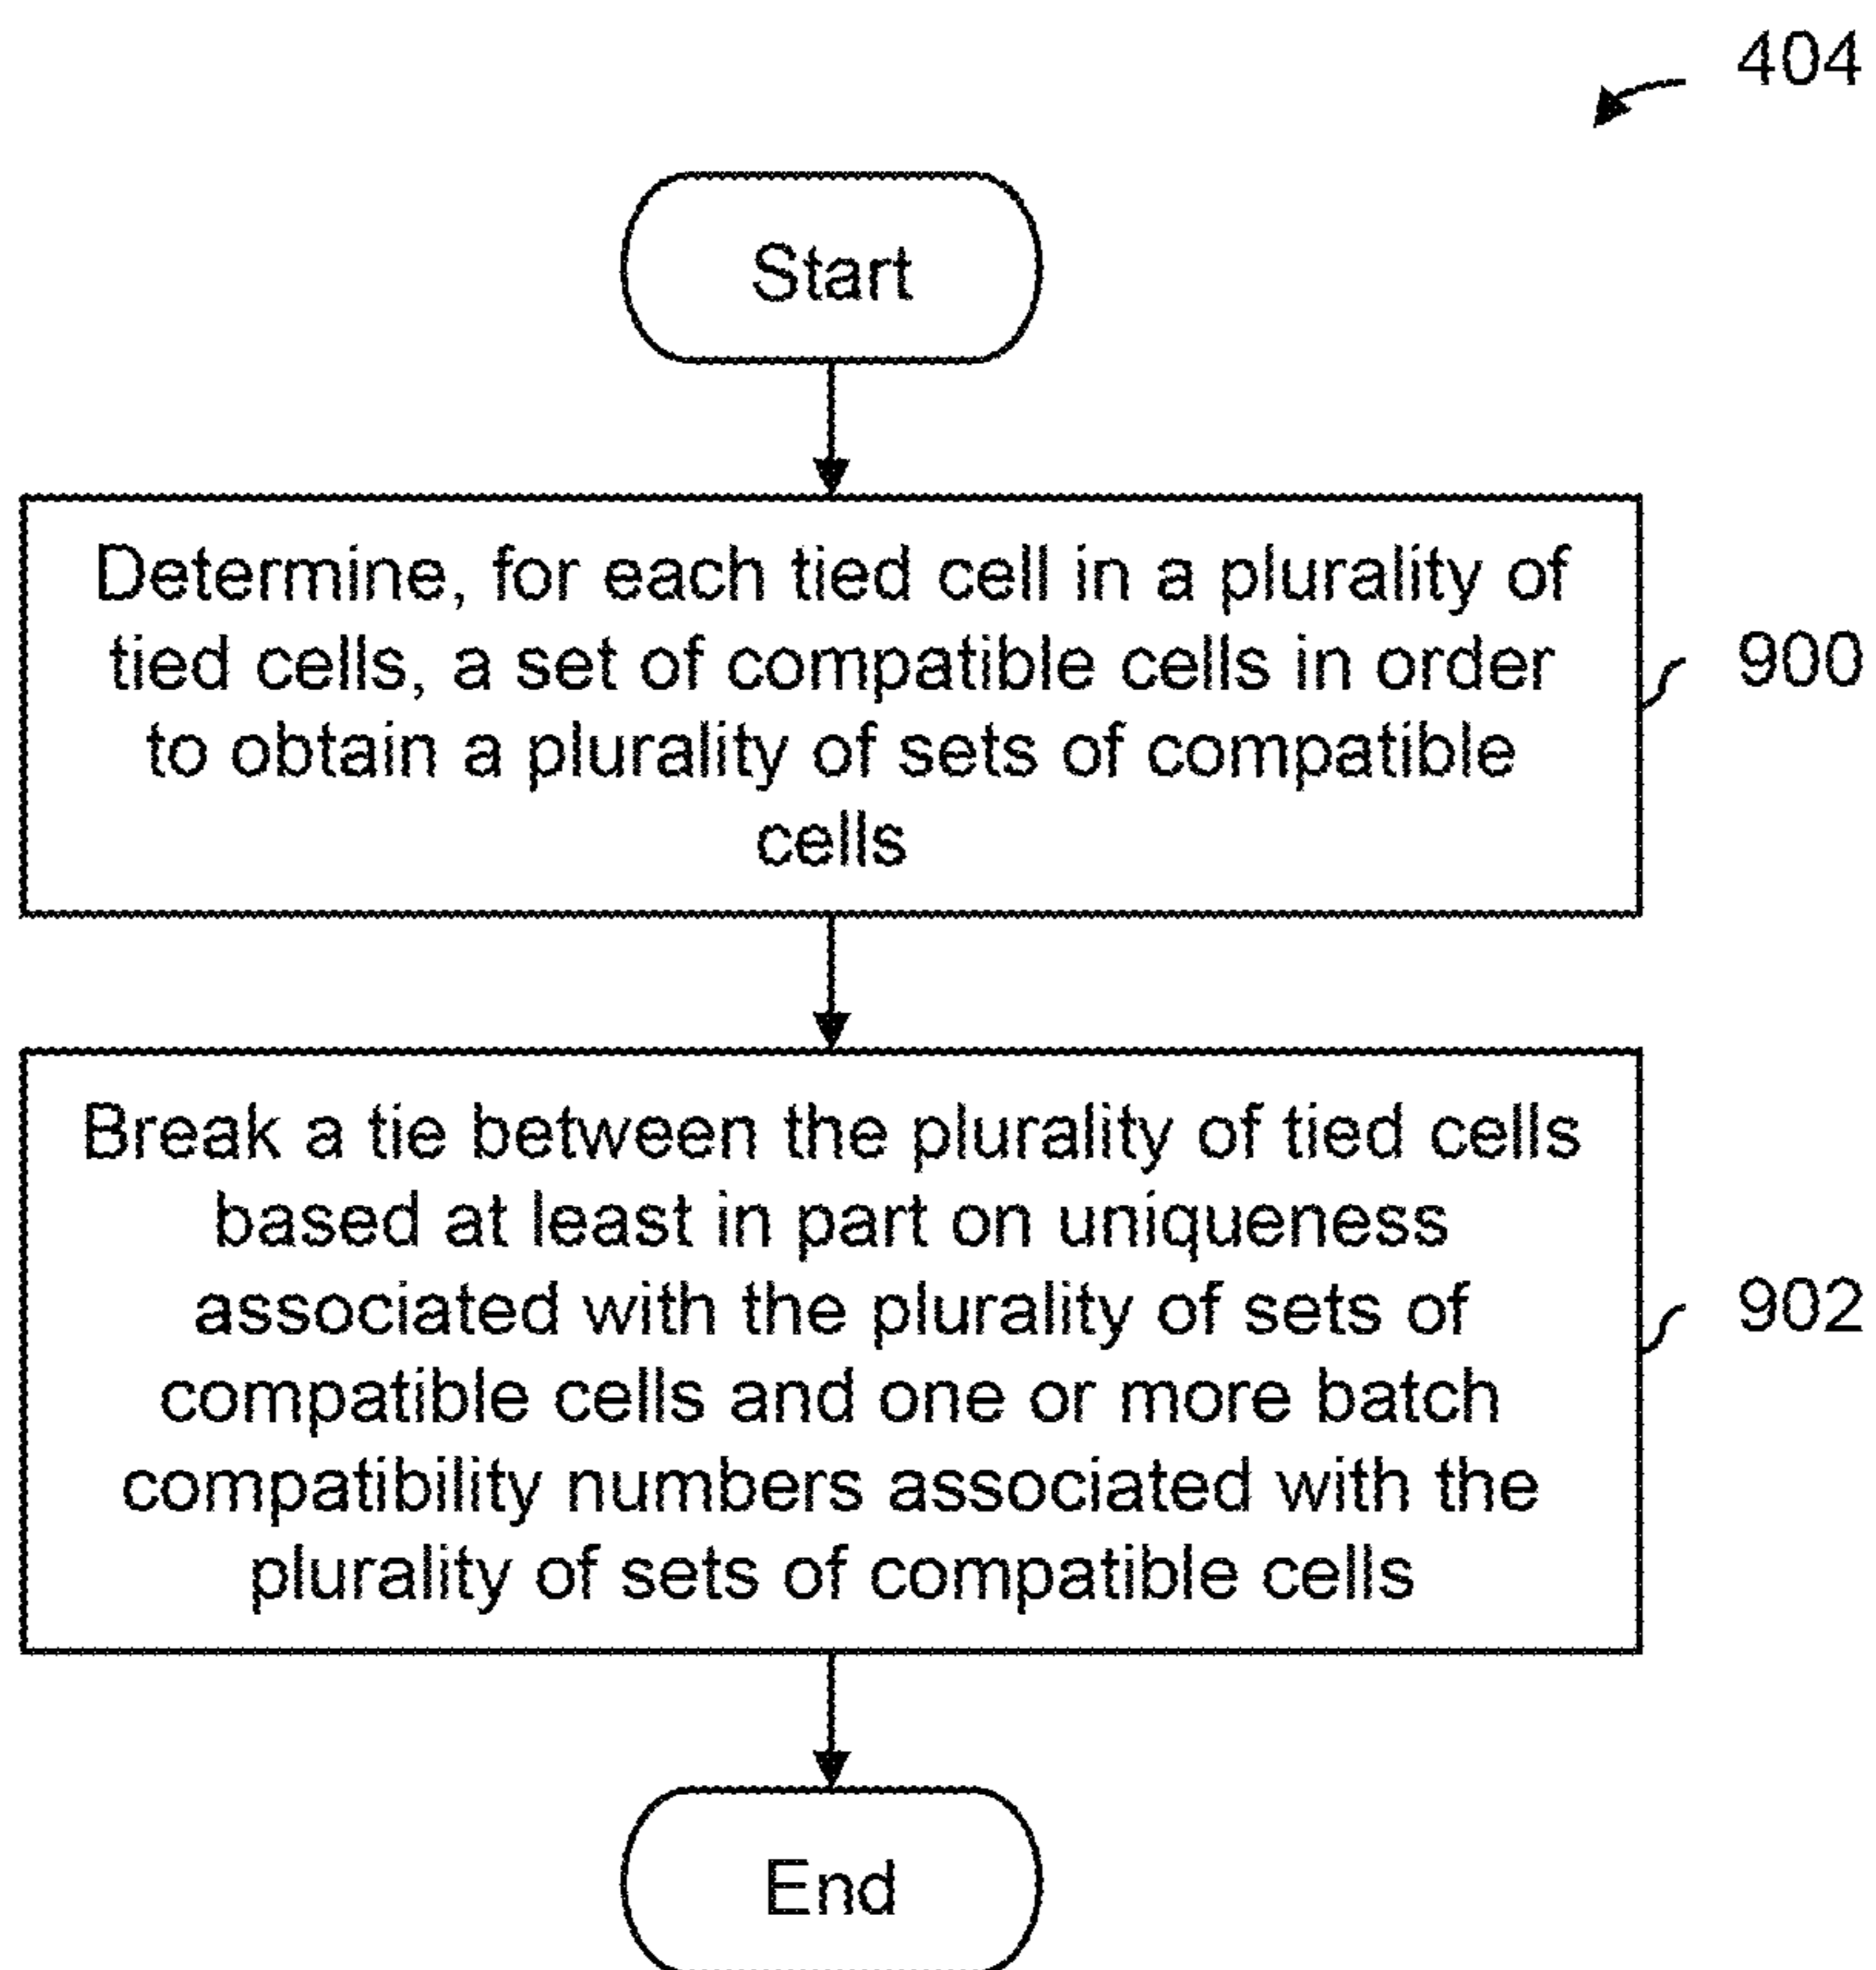 404
Start
Determine, for each tied cell in a plurality of
tied cells, a set of compatible cells in order
to obtain a plurality of sets of compatible
cells
900
Break a tie between the plurality of tied cells
based at least in part on uniqueness
associated with the plurality of sets of
compatible cells and one or more batch
compatibility numbers associated with the
plurality of sets of compatible cells
902
End